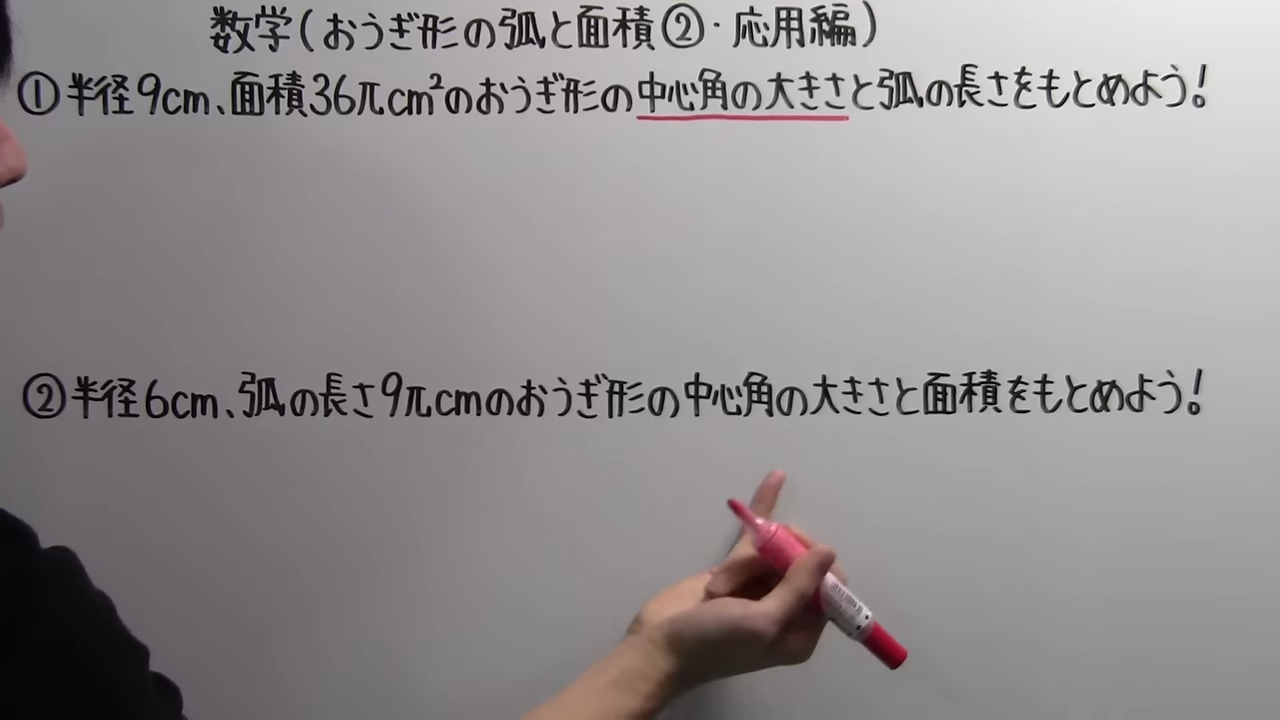 数学(おうぎ形の弧と面積②・応用編)
①半径9cm、面積36πcm²のおうぎ形の中心角の大きさと弧の長さをもとめよう!
②半径6cm、弧の長さ9πcmのおうぎ形の中心角の大きさと面積をもとめよう!